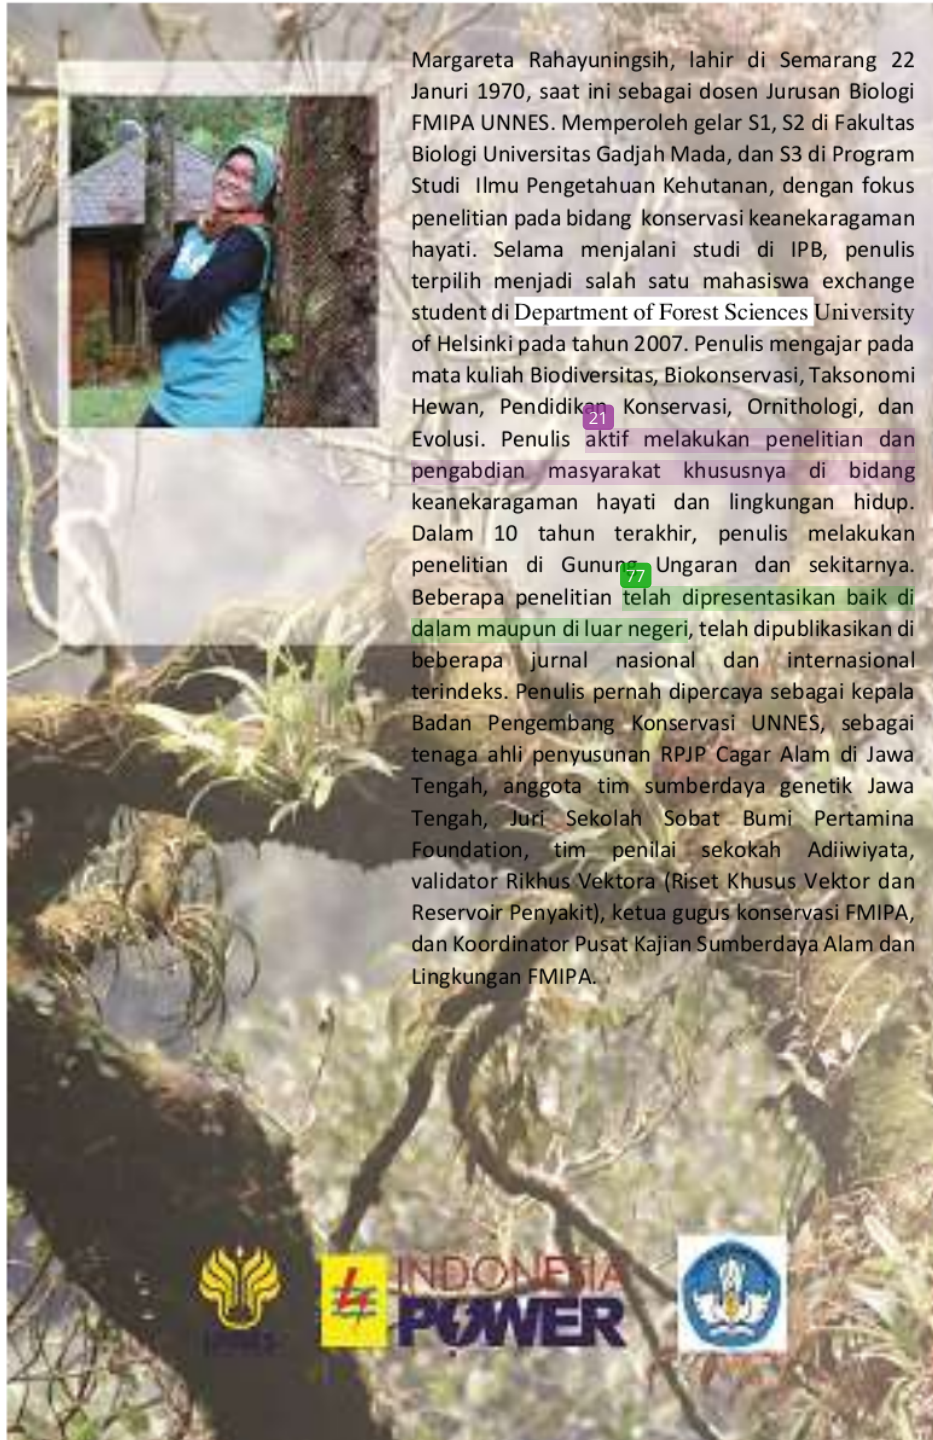 Margareta Rahayuningsih, lahir di Semarang 22
Januri 1970, saat ini sebagai dosen Jurusan Biologi
FMIPA UNNES. Memperoleh gelar S1, S2 di Fakultas
Biologi Universitas Gadjah Mada, dan S3 di Program
Studi Ilmu Pengetahuan Kehutanan, dengan fokus
penelitian pada bidang konservasi keanekaragaman
hayati. Selama menjalani studi di IPB, penulis
terpilih menjadi salah satu mahasiswa exchange
student di Department of Forest Sciences University
of Helsinki pada tahun 2007. Penulis mengajar pada
mata kuliah Biodiversitas, Biokonservasi, Taksonomi
Hewan, Pendidikan Konservasi, Ornithologi, dan
21
Evolusi. Penulis aktif melakukan penelitian dan
pengabdian masyarakat khususnya di bidang
keanekaragaman hayati dan lingkungan hidup.
Dalam 10 tahun terakhir, penulis melakukan
penelitian di Gunung Ungaran dan sekitarnya.
77
Beberapa penelitian telah dipresentasikan baik di
dalam maupun di luar negeri, telah dipublikasikan di
beberapa jurnal nasional dan internasional
terindeks. Penulis pernah dipercaya sebagai kepala
Badan Pengembang Konservasi UNNES, sebagai
tenaga ahli penyusunan RPJP Cagar Alam di Jawa
Tengah, anggota tim sumberdaya genetik Jawa
Tengah, Juri Sekolah Sobat Bumi Pertamina
Foundation, tim penilai sekokah Adiiwiyata,
validator Rikhus Vektora (Riset Khusus Vektor dan
Reservoir Penyakit), ketua gugus konservasi FMIPA,
dan Koordinator Pusat Kajian Sumberdaya Alam dan
Lingkungan FMIPA.
INDONESIA
POWER